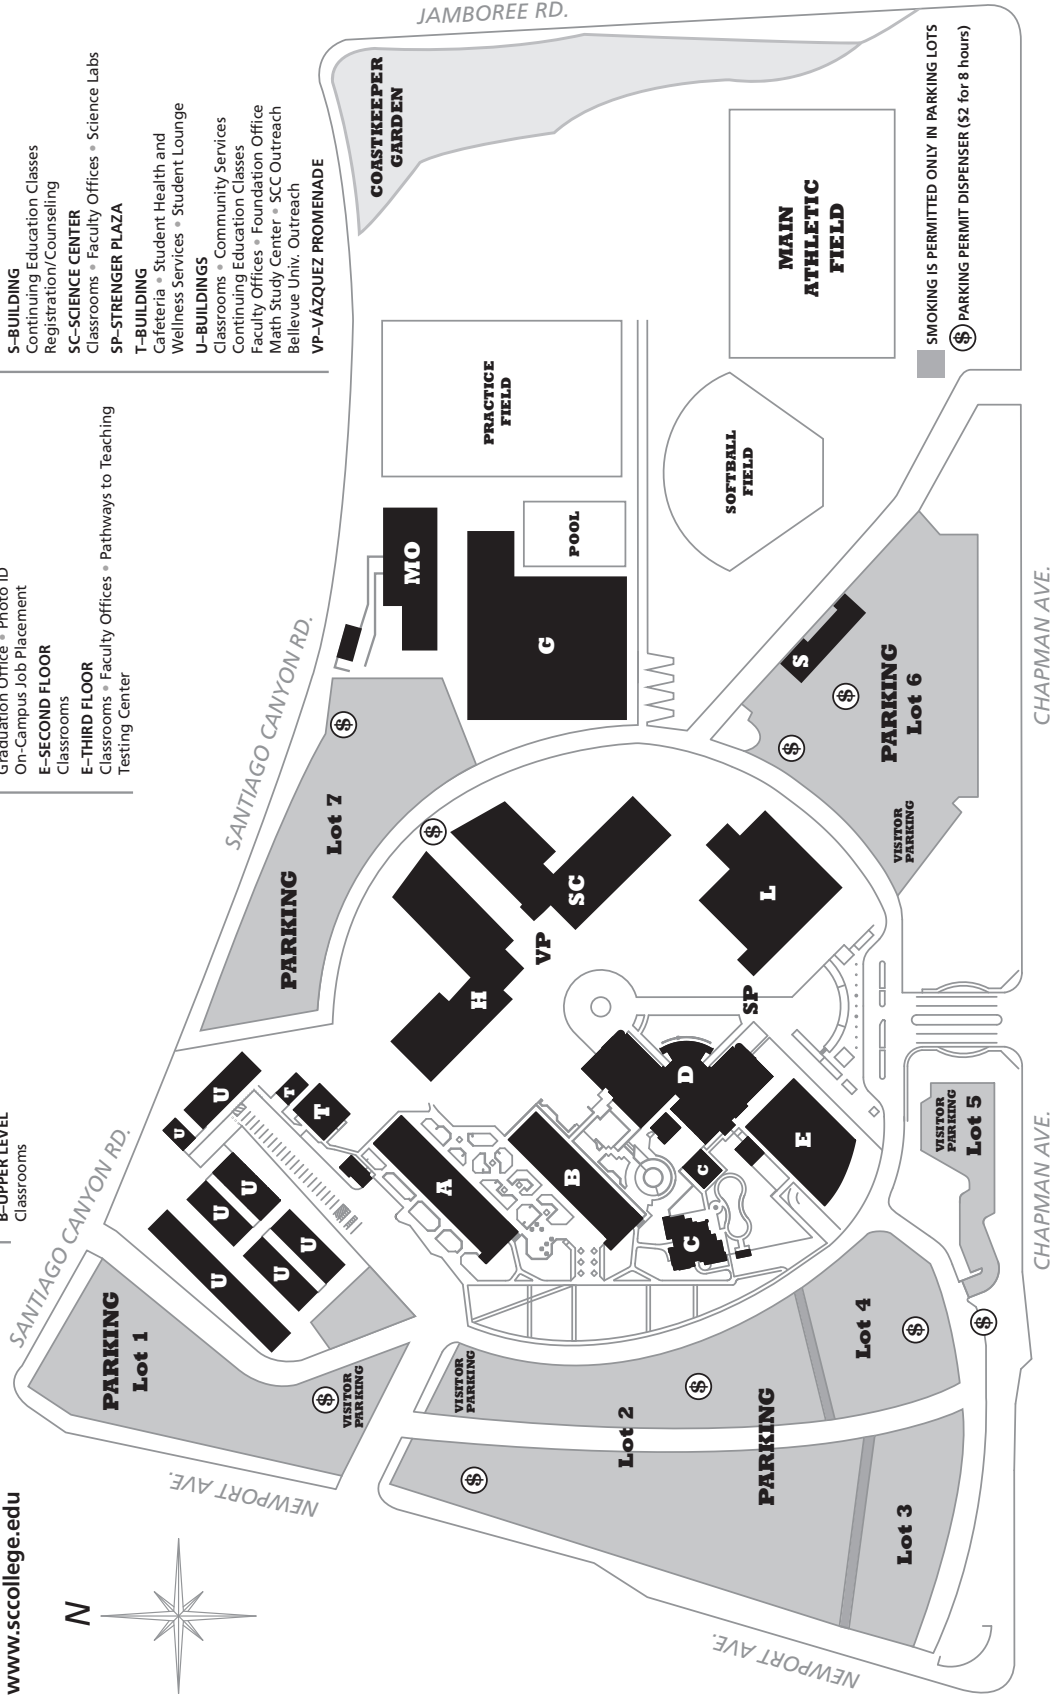 www.sccollege.edu
N
B–UPPER LEVEL
Classrooms
Graduation Office • Photo ID
On-Campus Job Placement
E–SECOND FLOOR
Classrooms
E–THIRD FLOOR
Classrooms • Faculty Offices • Pathways to Teaching
Testing Center
S–BUILDING
Continuing Education Classes
Registration/Counseling
SC–SCIENCE CENTER
Classrooms • Faculty Offices • Science Labs
SP–STRENGER PLAZA
T–BUILDING
Cafeteria • Student Health and
Wellness Services • Student Lounge
U–BUILDINGS
Classrooms • Community Services
Continuing Education Classes
Faculty Offices • Foundation Office
Math Study Center • SCC Outreach
Bellevue Univ. Outreach
VP–VÁZQUEZ PROMENADE
SANTIAGO CANYON RD.
SANTIAGO CANYON RD.
SANTIAGO CANYON RD.
JAMBOREE RD.
NEWPORT AVE.
NEWPORT AVE.
CHAPMAN AVE.
CHAPMAN AVE.
PARKING
Lot 1
VISITOR
PARKING
$
U
U
U
U
U
U
U
T
T
PARKING
Lot 7
$
$
MO
COASTKEEPER
GARDEN
PRACTICE
FIELD
POOL
G
H
VP
SC
A
B
C
C
D
E
SP
L
MAIN
ATHLETIC
FIELD
SOFTBALL
FIELD
S
$
$
PARKING
Lot 6
VISITOR
PARKING
VISITOR
PARKING
Lot 5
$
VISITOR
PARKING
$
$
Lot 2
PARKING
Lot 4
$
Lot 3
SMOKING IS PERMITTED ONLY IN PARKING LOTS
$ PARKING PERMIT DISPENSER ($2 for 8 hours)